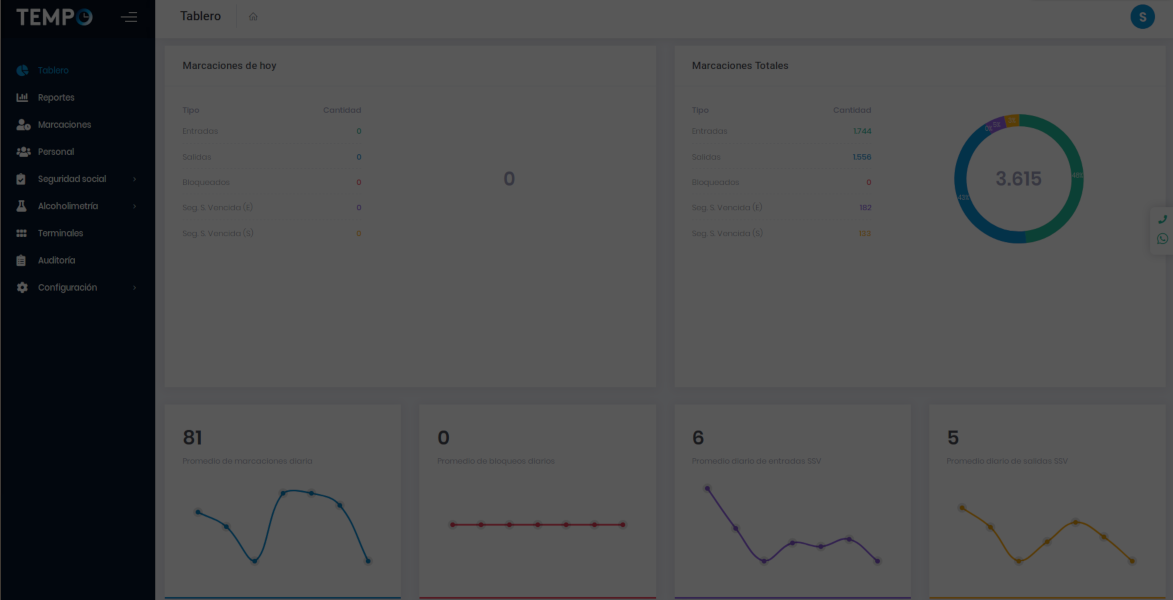 TEMPO
Tablero
S
Tablero
Reportes
Marcaciones
Personal
Seguridad social
Alcoholimetría
Terminales
Auditoría
Configuración
Marcaciones de hoy
Tipo Cantidad
Entradas 0
Salidas 0
Bloqueados 0
Seg. S. Vencida (E) 0
Seg. S. Vencida (S) 0
0
Marcaciones Totales
Tipo Cantidad
Entradas 1.744
Salidas 1.556
Bloqueados 0
Seg. S. Vencida (E) 182
Seg. S. Vencida (S) 133
3.615
81
Promedio de marcaciones diaria
0
Promedio de bloqueos diarios
6
Promedio diario de entradas SSV
5
Promedio diario de salidas SSV